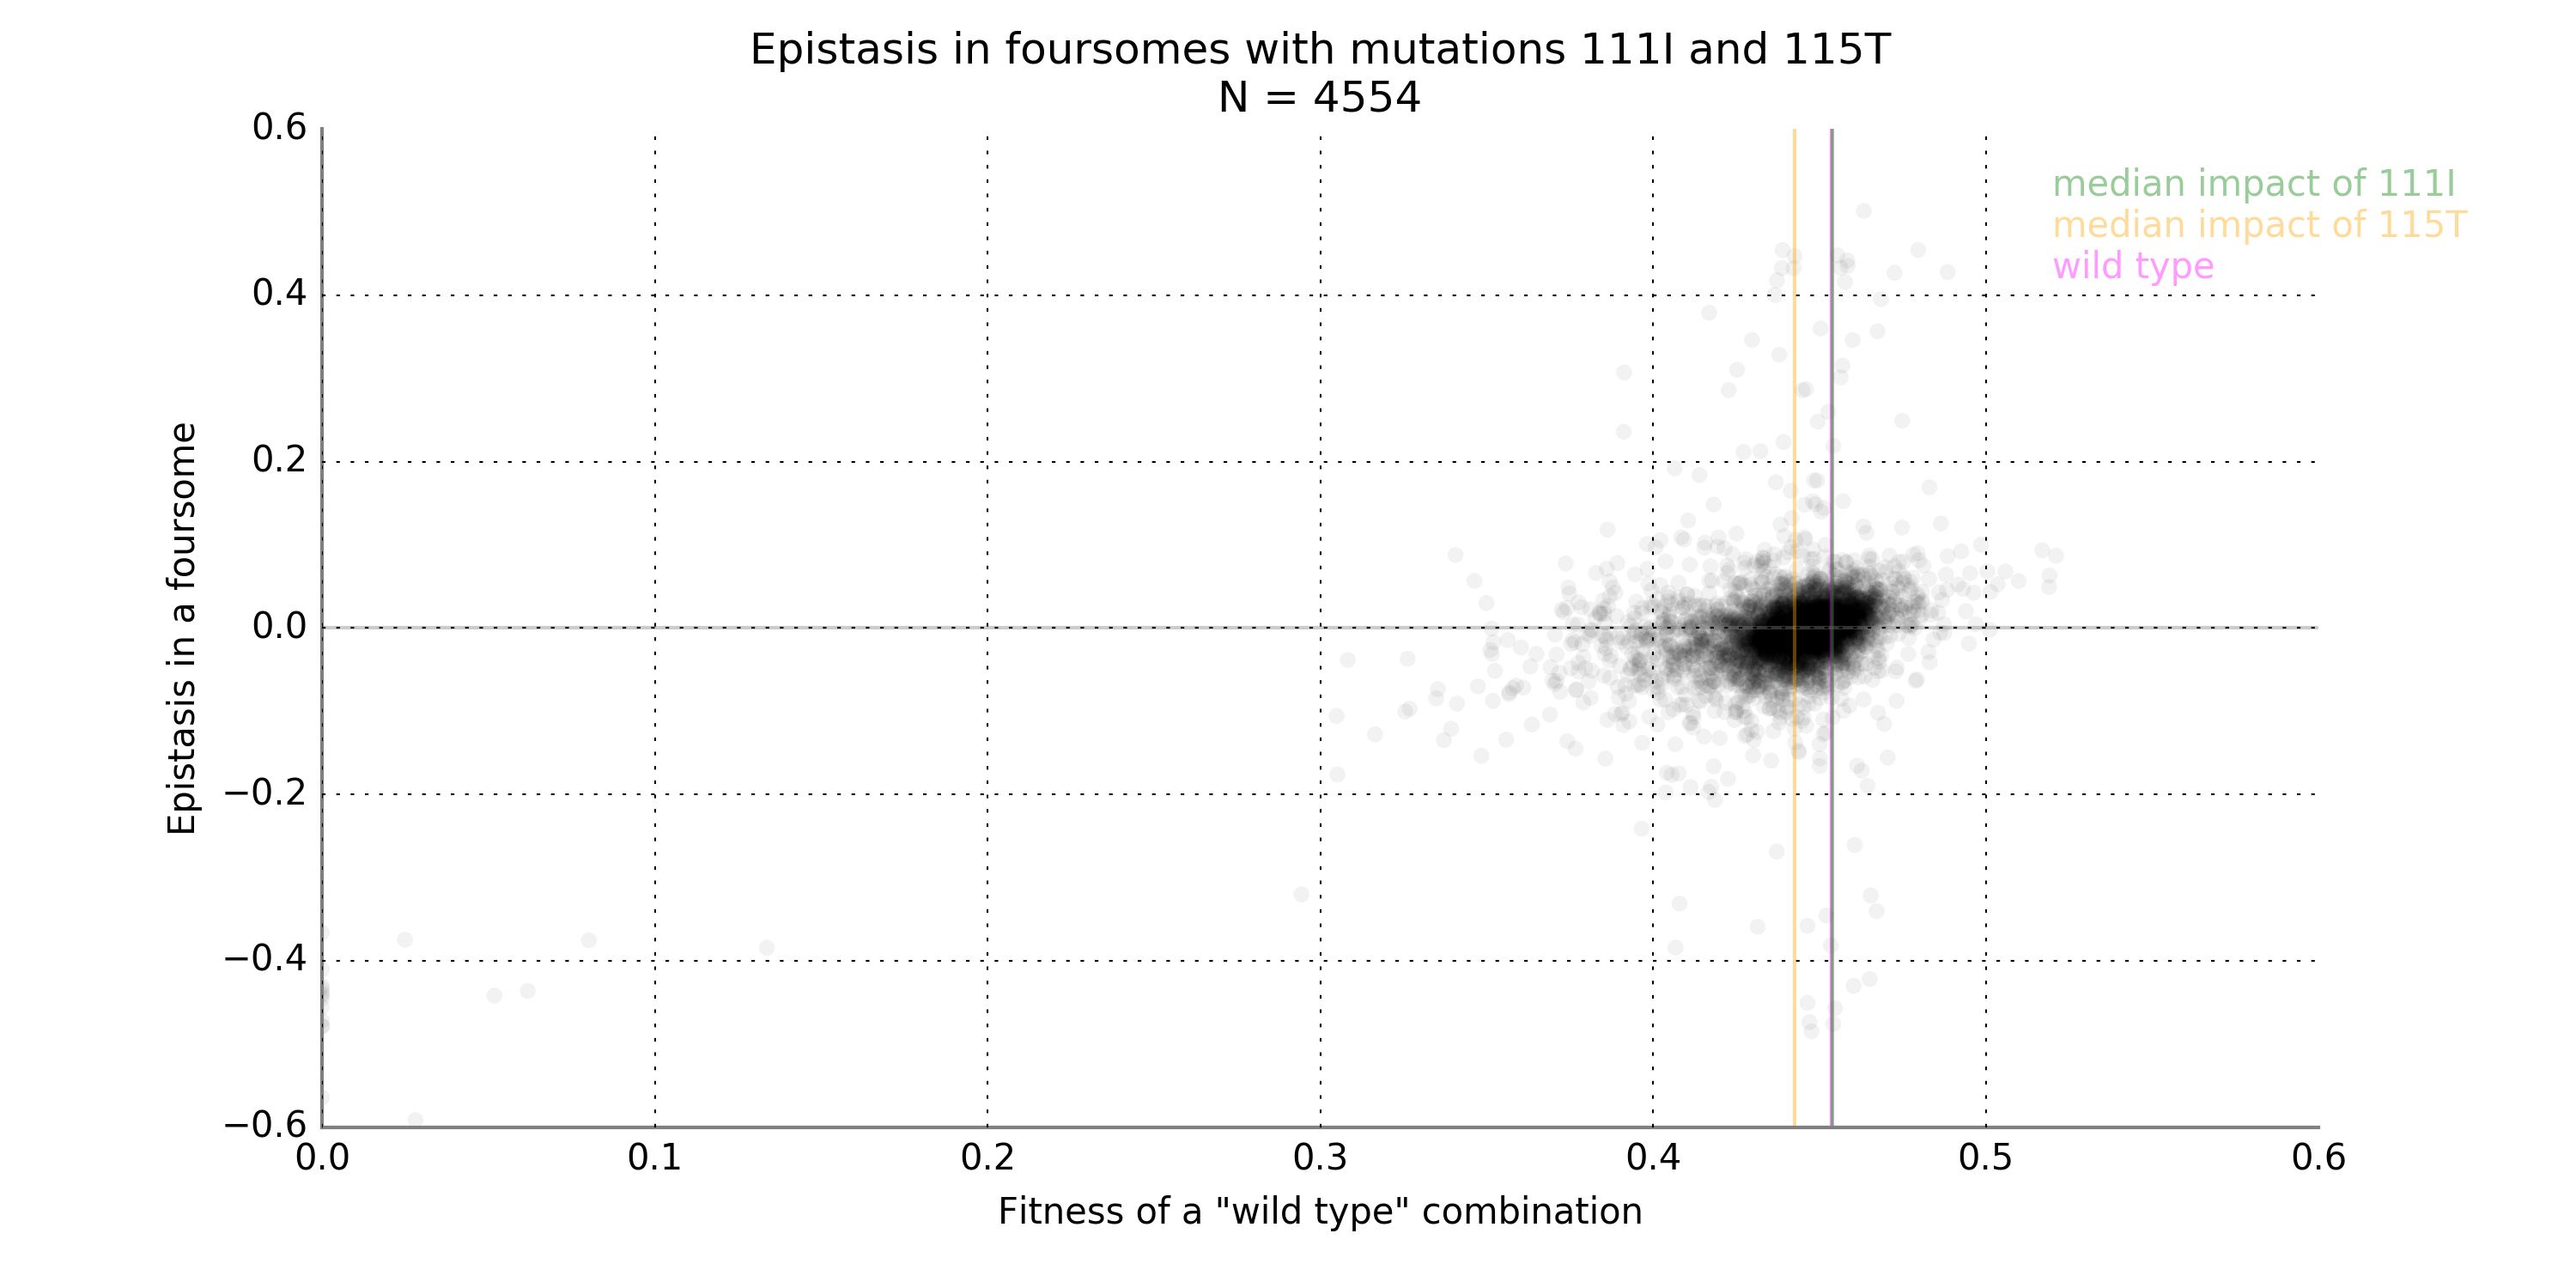 Epistasis in foursomes with mutations 111I and 115T
N = 4554
0.6
0.4
0.2
0.0
−0.2
−0.4
−0.6
Epistasis in a foursome
median impact of 111I
median impact of 115T
wild type
0.0 0.1 0.2 0.3 0.4 0.5 0.6
Fitness of a "wild type" combination